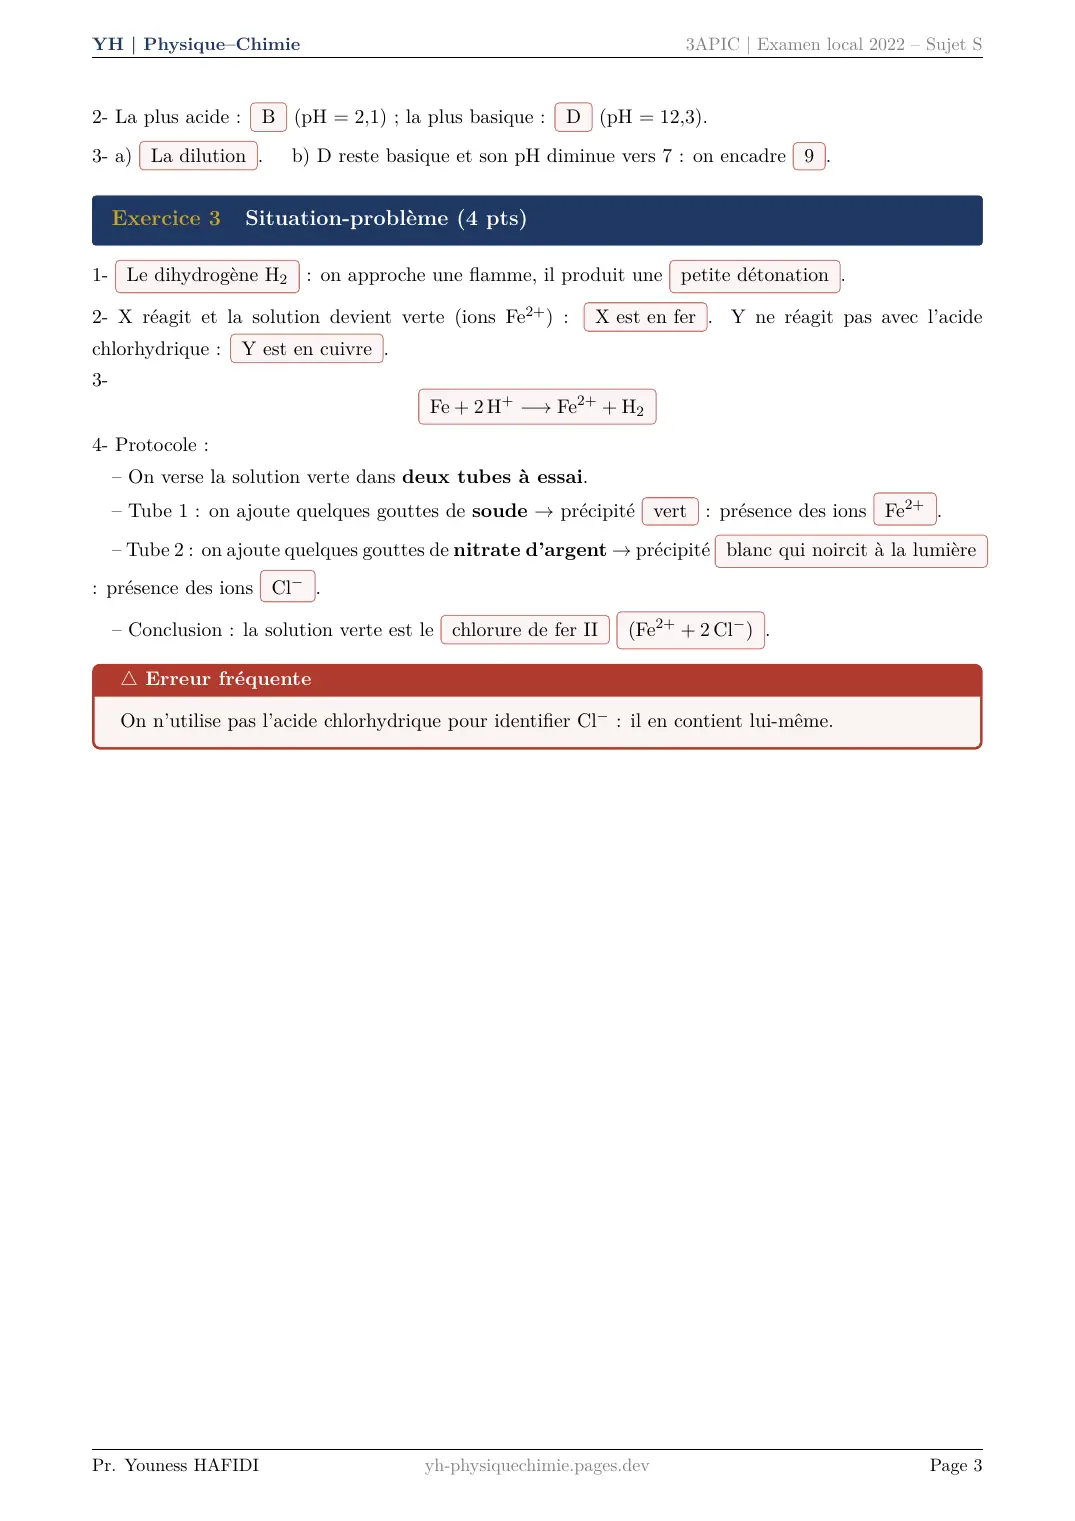 YH | Physique–Chimie
3APIC | Examen local 2022 – Sujet S
2- La plus acide : B (pH = 2,1) ; la plus basique : D (pH = 12,3).
3- a) La dilution. b) D reste basique et son pH diminue vers 7 : on encadre 9.
Exercice 3 Situation-problème (4 pts)
1- Le dihydrogène H₂ : on approche une flamme, il produit une petite détonation.
2- X réagit et la solution devient verte (ions Fe²⁺) : X est en fer. Y ne réagit pas avec l'acide
chlorhydrique : Y est en cuivre.
3-
Fe + 2 H⁺ ⟶ Fe²⁺ + H₂
4- Protocole :
– On verse la solution verte dans deux tubes à essai.
– Tube 1 : on ajoute quelques gouttes de soude → précipité vert : présence des ions Fe²⁺.
– Tube 2 : on ajoute quelques gouttes de nitrate d'argent → précipité blanc qui noircit à la lumière
: présence des ions Cl⁻.
– Conclusion : la solution verte est le chlorure de fer II (Fe²⁺ + 2 Cl⁻).
△ Erreur fréquente
On n'utilise pas l'acide chlorhydrique pour identifier Cl⁻ : il en contient lui-même.
Pr. Youness HAFIDI
yh-physiquechimie.pages.dev
Page 3